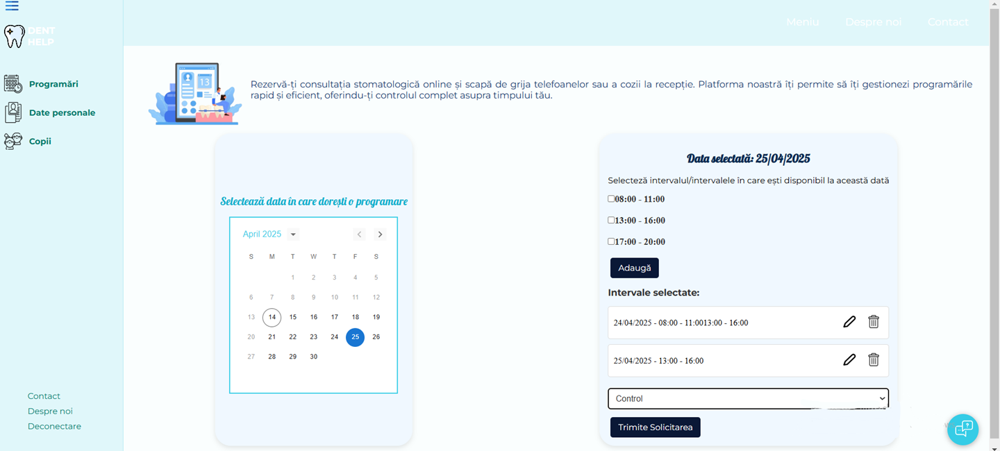 DENT
HELP
Meniu Despre noi Contact
Programări
Date personale
Copii
13
Rezervă-ți consultația stomatologică online și scapă de grija telefoanelor sau a cozii la recepție. Platforma noastră îți permite să îți gestionezi programările
rapid și eficient, oferindu-ți controlul complet asupra timpului tău.
Selectează data în care dorești o programare
April 2025
S M T W T F S
1 2 3 4 5
6 7 8 9 10 11 12
13 14 15 16 17 18 19
20 21 22 23 24 25 26
27 28 29 30
Data selectată: 25/04/2025
Selecteză intervalul/intervalele în care ești disponibil la această dată
08:00 - 11:00
13:00 - 16:00
17:00 - 20:00
Adaugă
Intervale selectate:
24/04/2025 - 08:00 - 11:0013:00 - 16:00
25/04/2025 - 13:00 - 16:00
Control
Trimite Solicitarea
Contact
Despre noi
Deconectare